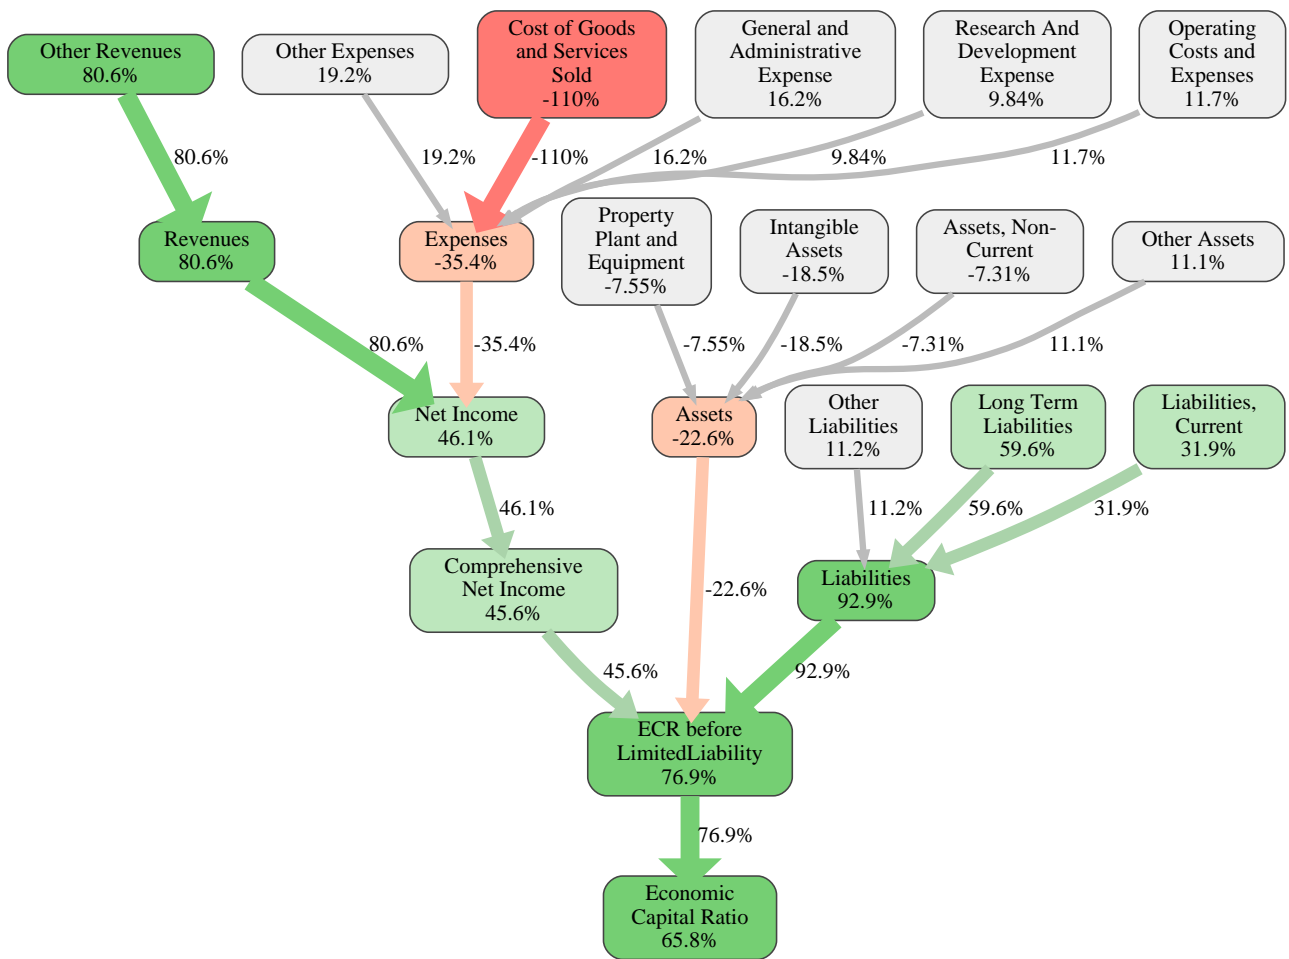 Other Revenues
80.6%
Other Expenses
19.2%
Cost of Goods
and Services
Sold
-110%
General and
Administrative
Expense
16.2%
Research And
Development
Expense
9.84%
Operating
Costs and
Expenses
11.7%
80.6%
19.2%
-110%
16.2%
9.84%
11.7%
Revenues
80.6%
Expenses
-35.4%
Property
Plant and
Equipment
-7.55%
Intangible
Assets
-18.5%
Assets, Non-
Current
-7.31%
Other Assets
11.1%
80.6%
-35.4%
-7.55%
-18.5%
-7.31%
11.1%
Net Income
46.1%
Assets
-22.6%
Other
Liabilities
11.2%
Long Term
Liabilities
59.6%
Liabilities,
Current
31.9%
46.1%
11.2%
59.6%
31.9%
Comprehensive
Net Income
45.6%
-22.6%
Liabilities
92.9%
45.6%
92.9%
ECR before
LimitedLiability
76.9%
76.9%
Economic
Capital Ratio
65.8%